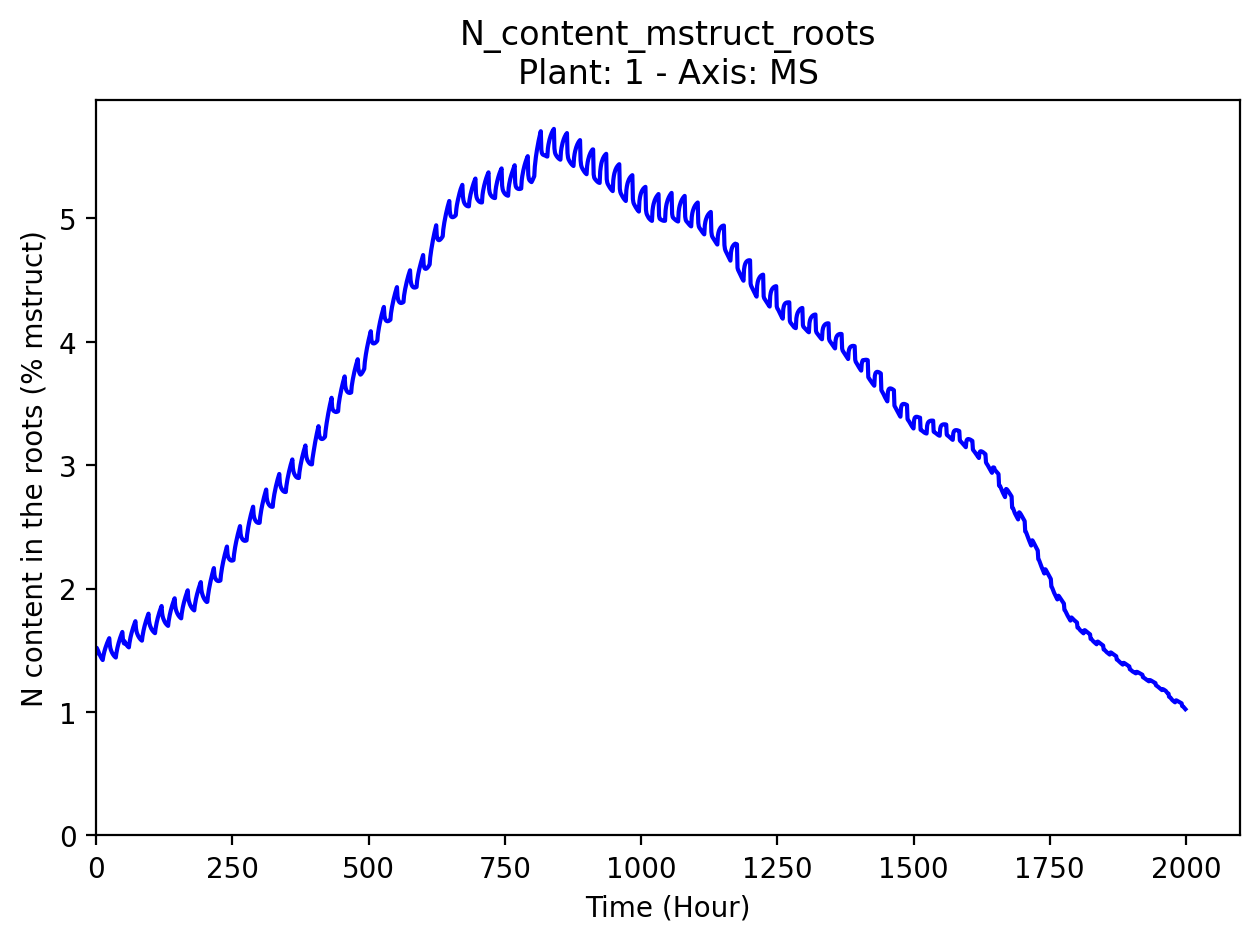 N_content_mstruct_roots
Plant: 1 - Axis: MS
N content in the roots (% mstruct)
5
4
3
2
1
0
0 250 500 750 1000 1250 1500 1750 2000
Time (Hour)